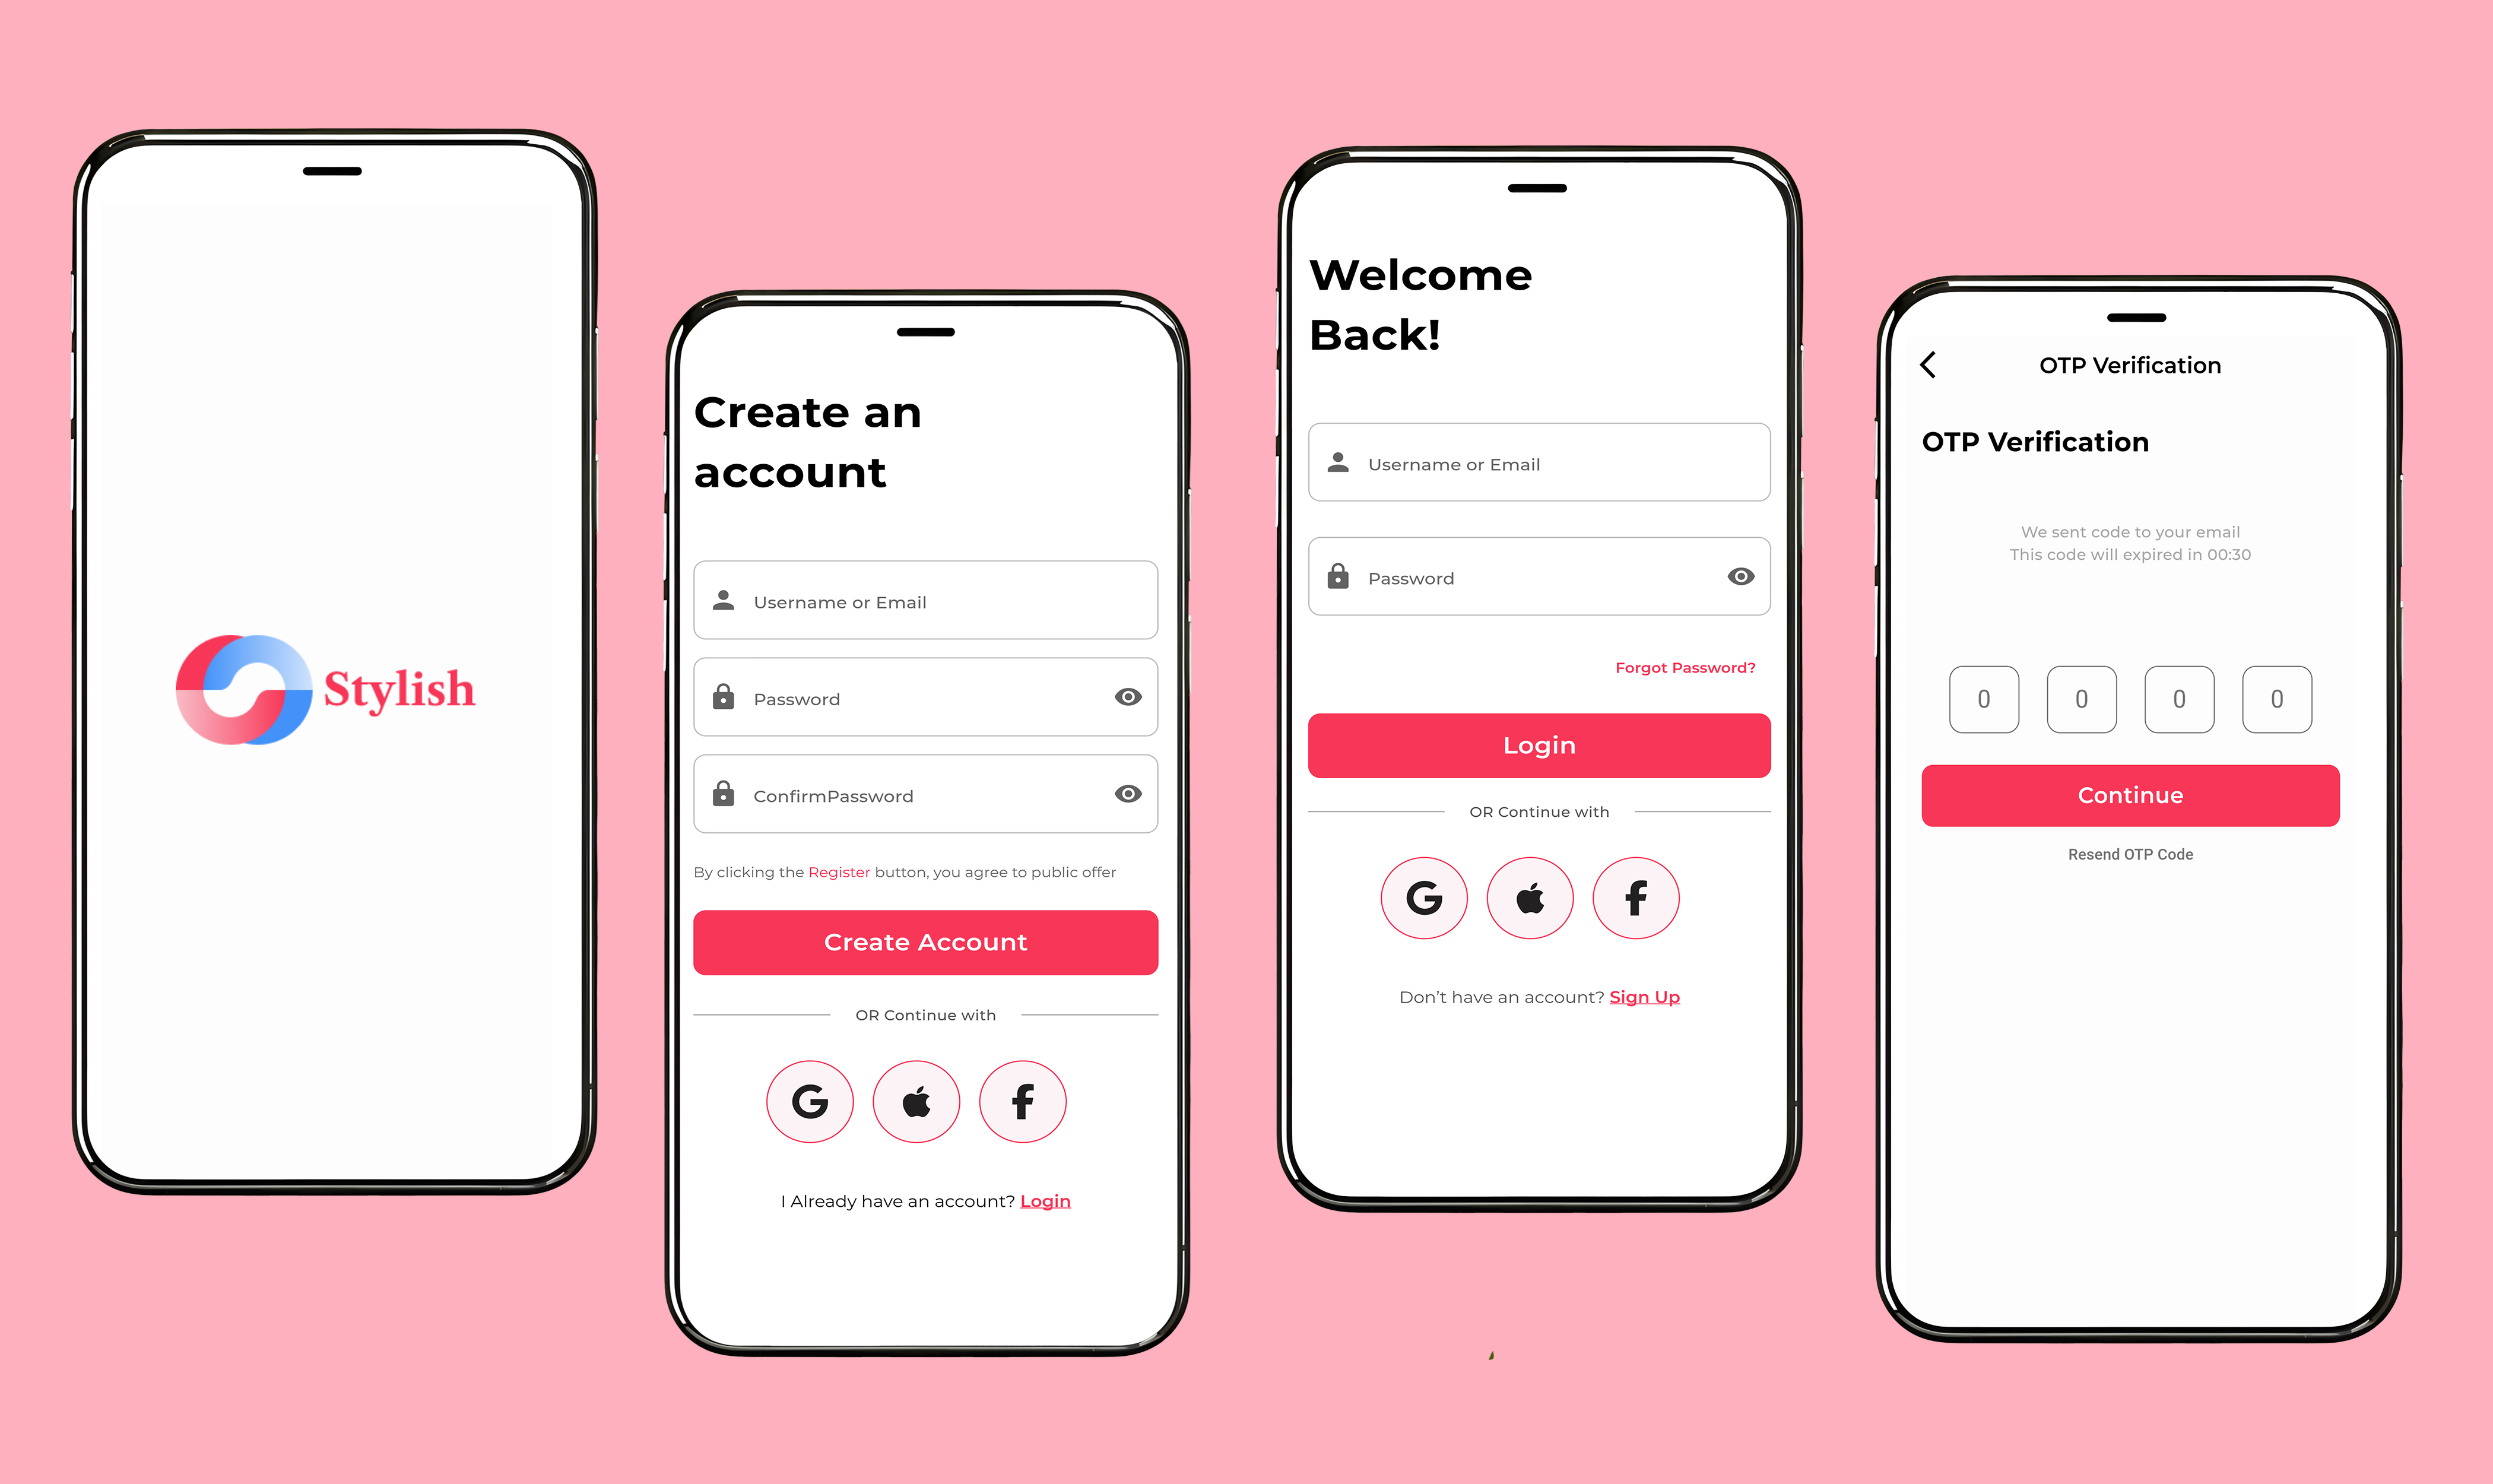 Stylish
Create an
account
Username or Email
Password
ConfirmPassword
By clicking the Register button, you agree to public offer
Create Account
OR Continue with
G
f
I Already have an account? Login
Welcome
Back!
Username or Email
Password
Forgot Password?
Login
OR Continue with
G
f
Don’t have an account? Sign Up
OTP Verification
OTP Verification
We sent code to your email
This code will expired in 00:30
0 0 0 0
Continue
Resend OTP Code